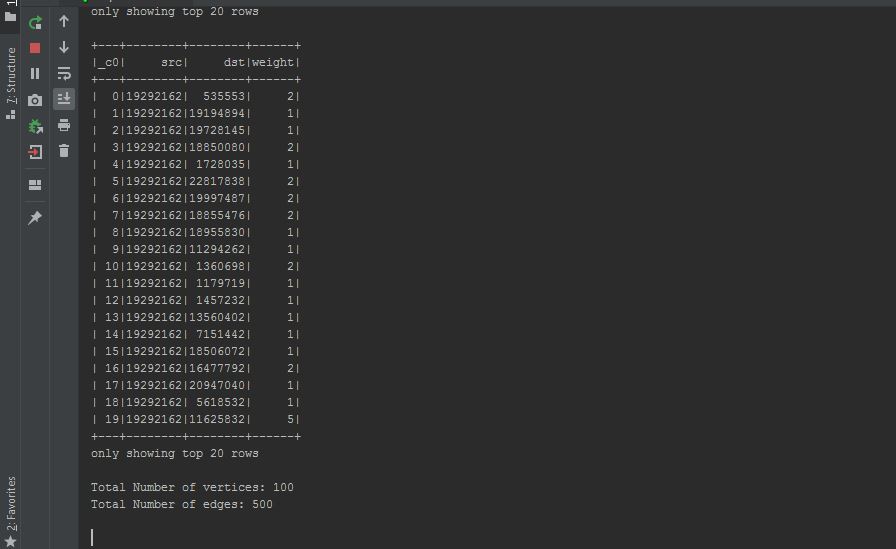 only showing top 20 rows
+---+--------+--------+------+
|_c0|     src|     dst|weight|
+---+--------+--------+------+
|  0|19292162|  535553|     2|
|  1|19292162|19194894|     1|
|  2|19292162|19728145|     1|
|  3|19292162|18850080|     2|
|  4|19292162| 1728035|     1|
|  5|19292162|22817838|     2|
|  6|19292162|19997487|     2|
|  7|19292162|18855476|     2|
|  8|19292162|18955830|     1|
|  9|19292162|11294262|     1|
| 10|19292162| 1360698|     2|
| 11|19292162| 1179719|     1|
| 12|19292162| 1457232|     1|
| 13|19292162|13560402|     1|
| 14|19292162| 7151442|     1|
| 15|19292162|18506072|     1|
| 16|19292162|16477792|     2|
| 17|19292162|20947040|     1|
| 18|19292162| 5618532|     1|
| 19|19292162|11625832|     5|
+---+--------+--------+------+
only showing top 20 rows
Total Number of vertices: 100
Total Number of edges: 500
7: Structure
2: Favorites